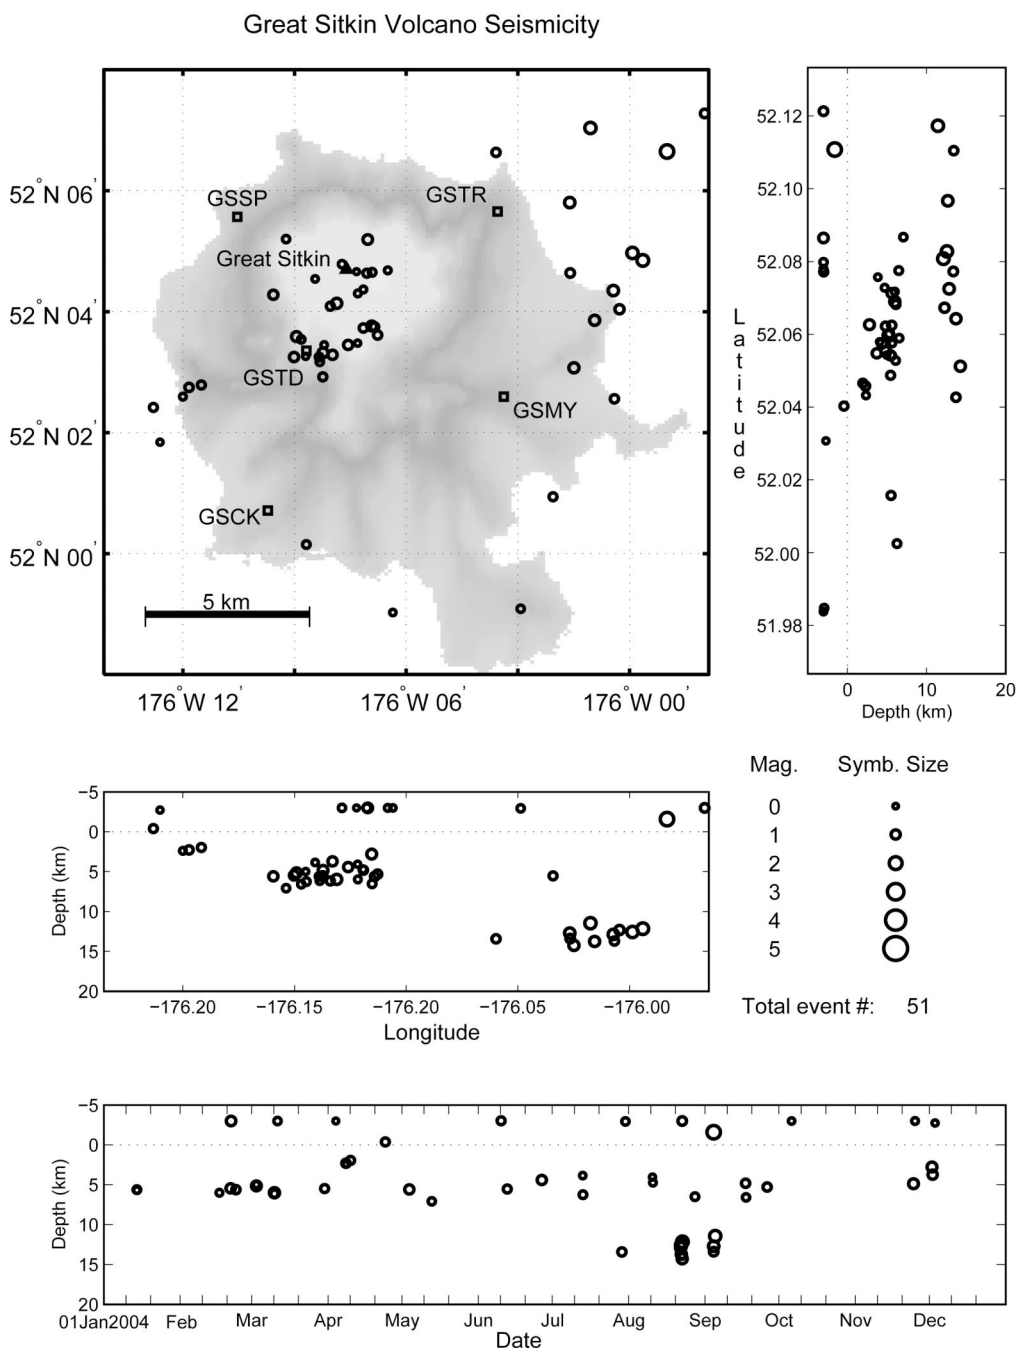 Great Sitkin Volcano Seismicity
52° N 06'
52° N 04'
52° N 02'
52° N 00'
GSSP
GSTR
Great Sitkin
GSTD
GSMY
GSCK
5 km
176°W 12'
176°W 06'
176°W 00'
52.12
52.10
52.08
52.06
52.04
52.02
52.00
51.98
Latitude
0 10 20
Depth (km)
−5
0
5
10
15
20
Depth (km)
−176.20 −176.15 −176.20 −176.05 −176.00
Longitude
Mag. Symb. Size
0
1
2
3
4
5
Total event #: 51
−5
0
5
10
15
20
Depth (km)
01Jan2004 Feb Mar Apr May Jun Jul Aug Sep Oct Nov Dec
Date